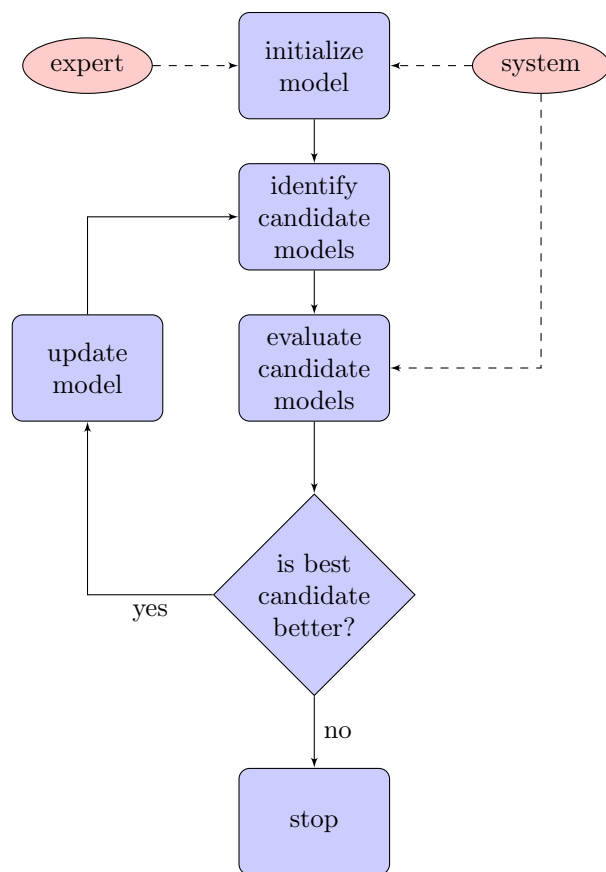 expert
initialize
model
system
identify
candidate
models
update
model
evaluate
candidate
models
is best
candidate
better?
yes
no
stop